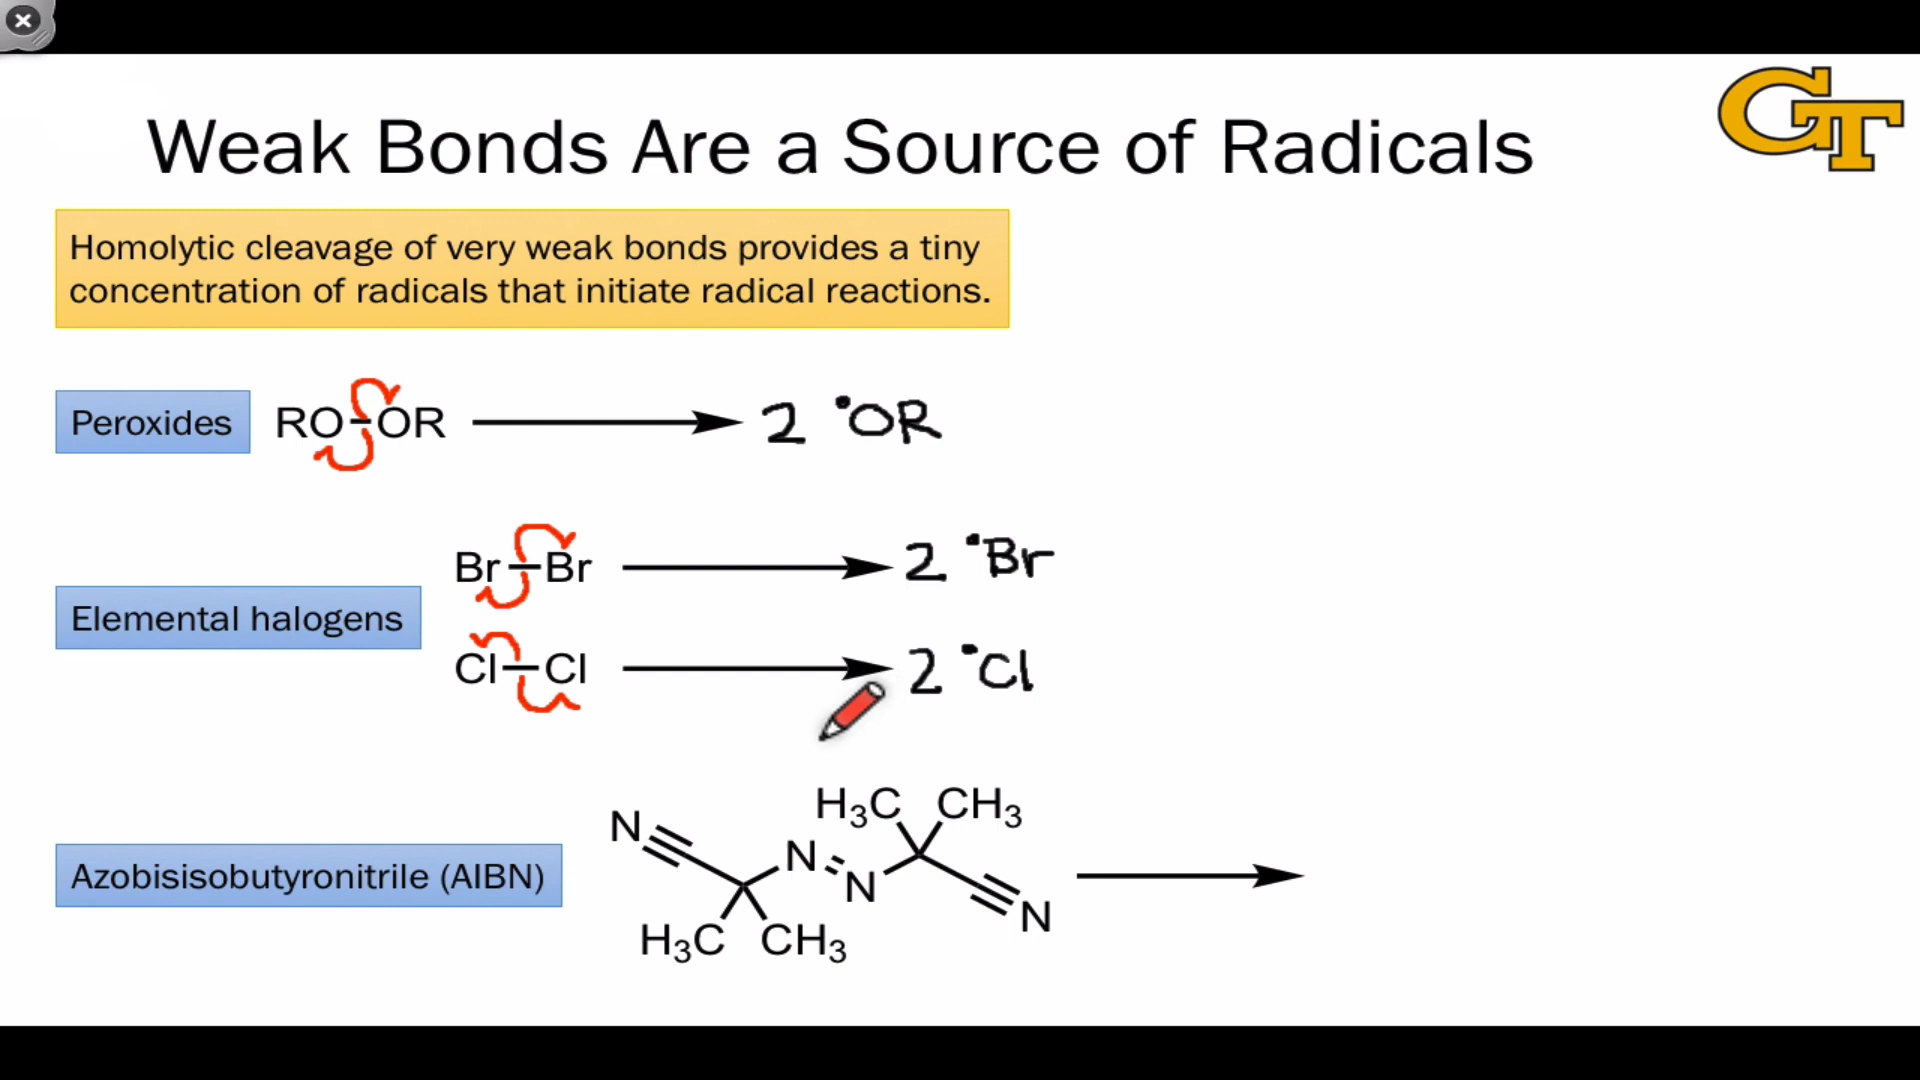 GT
Weak Bonds Are a Source of Radicals
Homolytic cleavage of very weak bonds provides a tiny
concentration of radicals that initiate radical reactions.
Peroxides RO–OR 2 •OR
Br–Br 2 •Br
Elemental halogens
Cl–Cl 2 •Cl
H₃C CH₃
N N
Azobisisobutyronitrile (AIBN) N N
H₃C CH₃